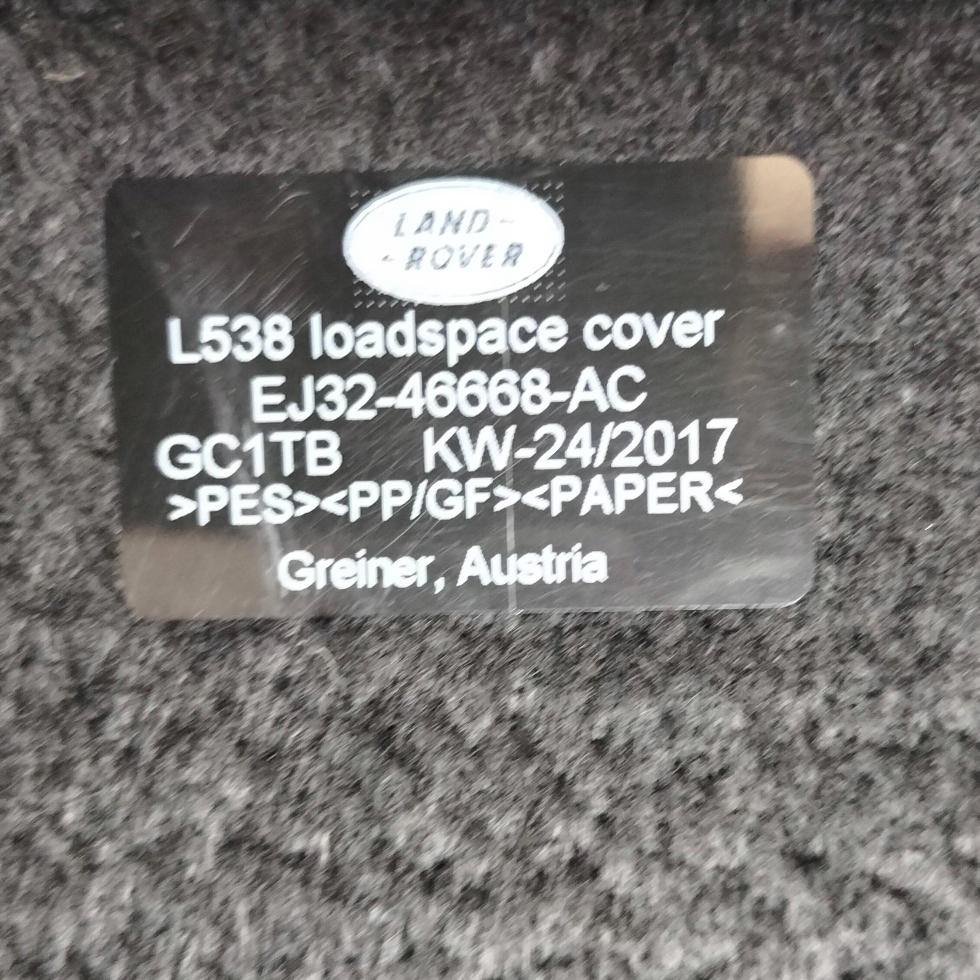 LAND-
-ROVER
L538 loadspace cover
EJ32-46668-AC
GC1TB KW-24/2017
>PES><PP/GF><PAPER<
Greiner, Austria